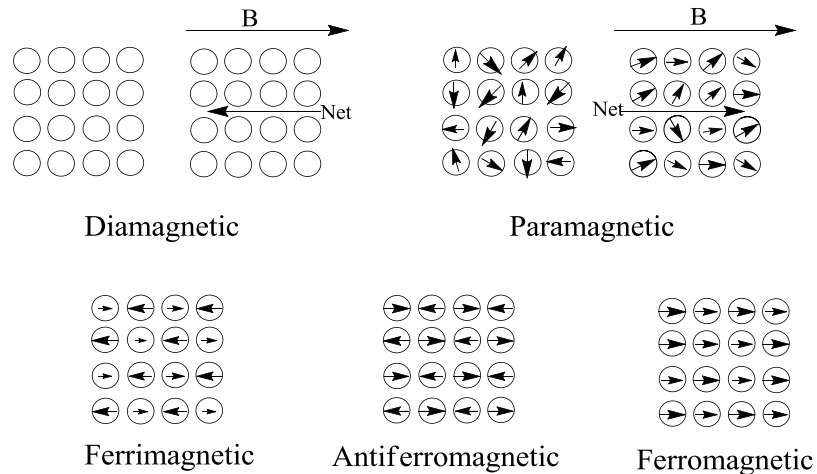 B
B
Net
Net
Diamagnetic
Paramagnetic
Ferrimagnetic
Antiferromagnetic
Ferromagnetic